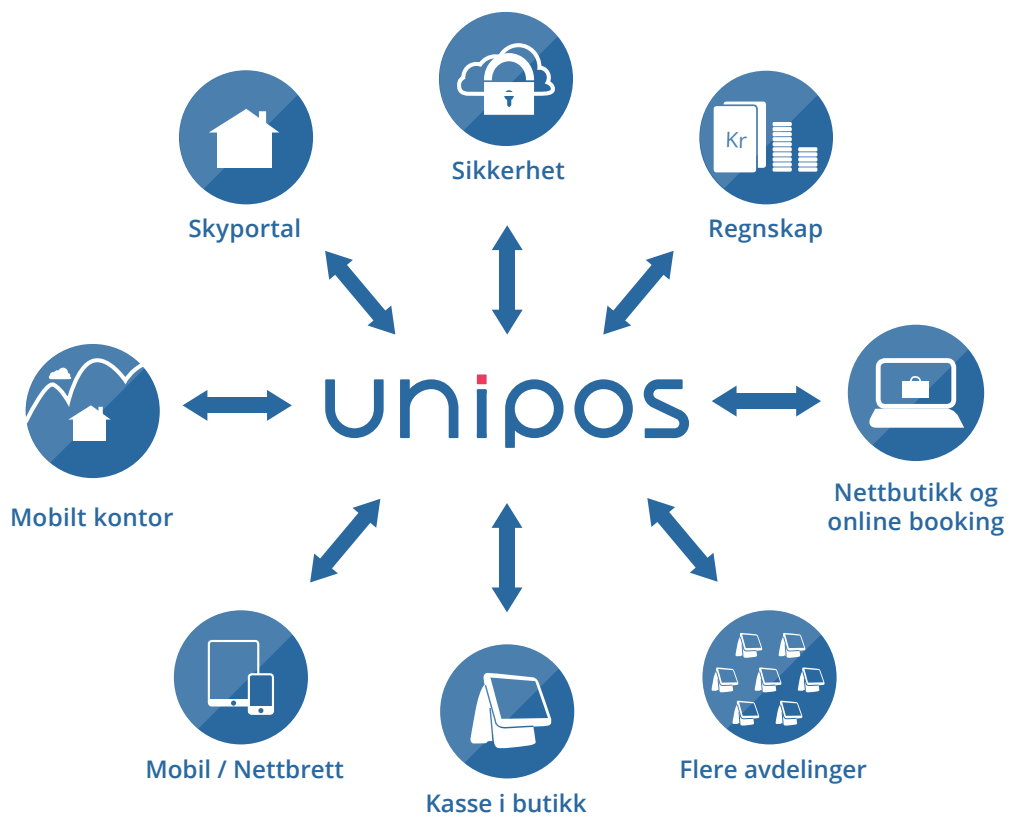 Sikkerhet
Kr
Skyportal
Regnskap
unipos
Nettbutikk og
online booking
Mobilt kontor
Mobil / Nettbrett
Flere avdelinger
Kasse i butikk